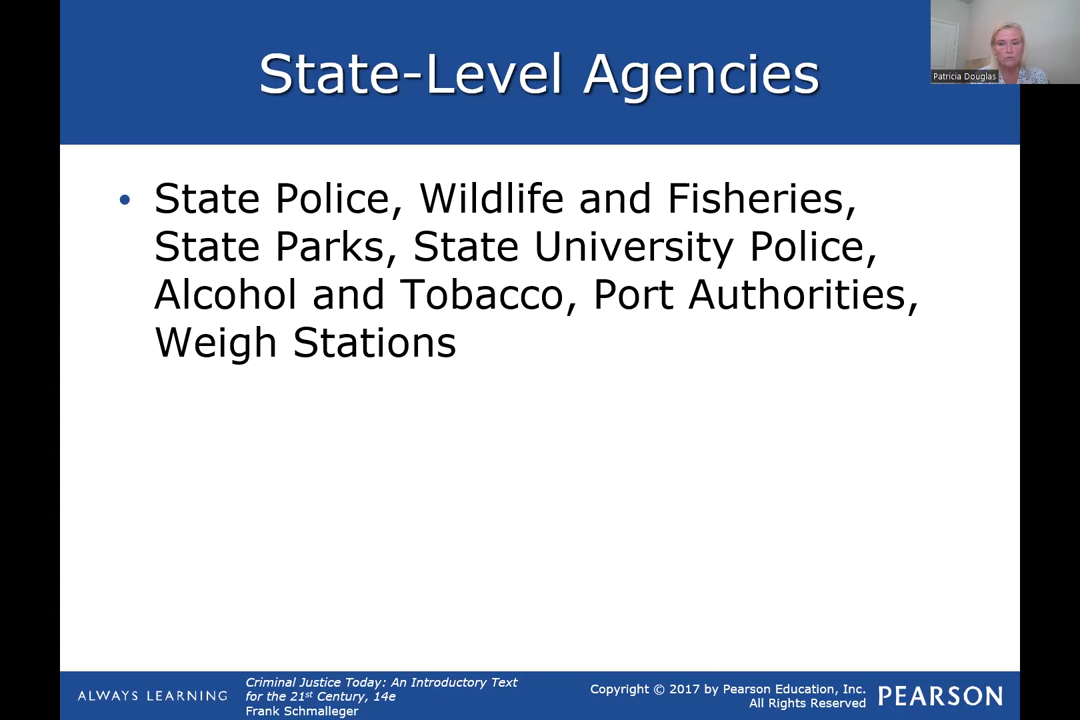 State-Level Agencies
Patricia Douglas
• State Police, Wildlife and Fisheries,
State Parks, State University Police,
Alcohol and Tobacco, Port Authorities,
Weigh Stations
ALWAYS LEARNING
Criminal Justice Today: An Introductory Text
for the 21st Century, 14e
Frank Schmalleger
Copyright © 2017 by Pearson Education, Inc.
All Rights Reserved
PEARSON